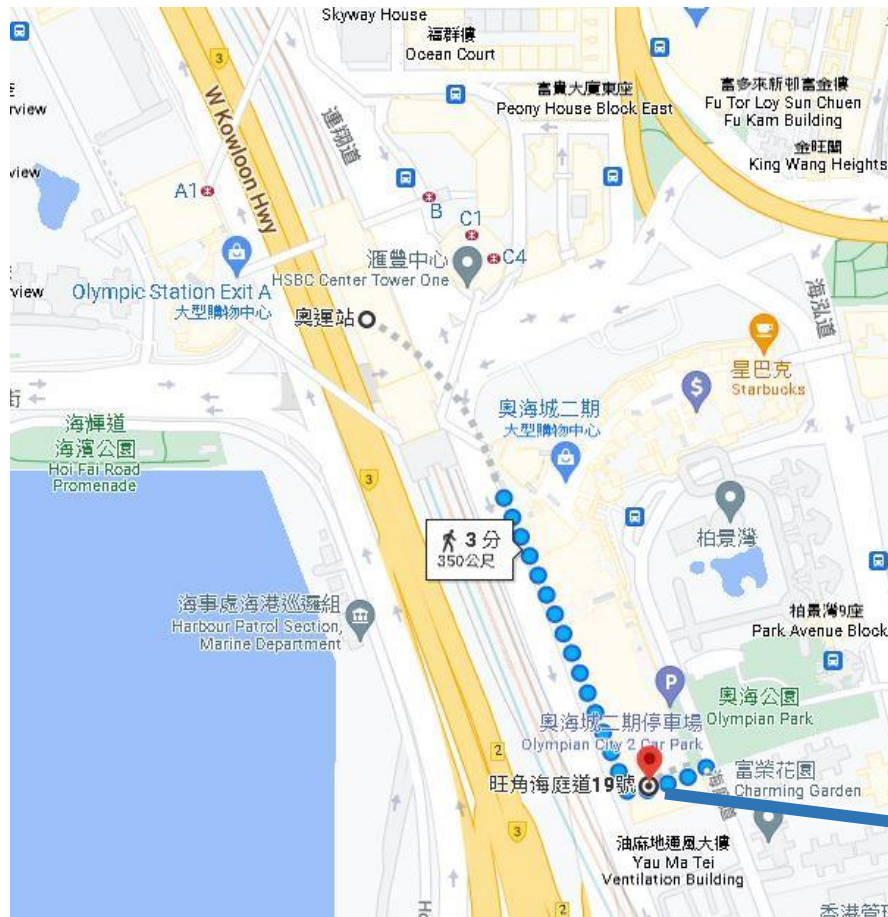 Skyway House
福群樓
Ocean Court
3
富貴大廈東座
Peony House Block East
富多來新邨富金樓
Fu Tor Loy Sun Chuen
Fu Kam Building
金旺閣
King Wang Heights
rview
連翔道
view
W Kowloon Hwy
A1
B
C1
C4
滙豐中心
HSBC Center Tower One
rview
Olympic Station Exit A
大型購物中心
奧運站
海泓道
星巴克
Starbucks
$
街
奧海城二期
大型購物中心
海輝道
海濱公園
Hoi Fai Road
Promenade
3
3 分
350公尺
柏景灣
海事處海港巡邏組
Harbour Patrol Section,
Marine Department
柏景灣9座
Park Avenue Block
P
奧海公園
Olympian Park
奧海城二期停車場
Olympian City 2 Car Park
2
旺角海庭道19號
富榮花園
Charming Garden
3
油麻地通風大樓
Yau Ma Tei
Ventilation Building
2